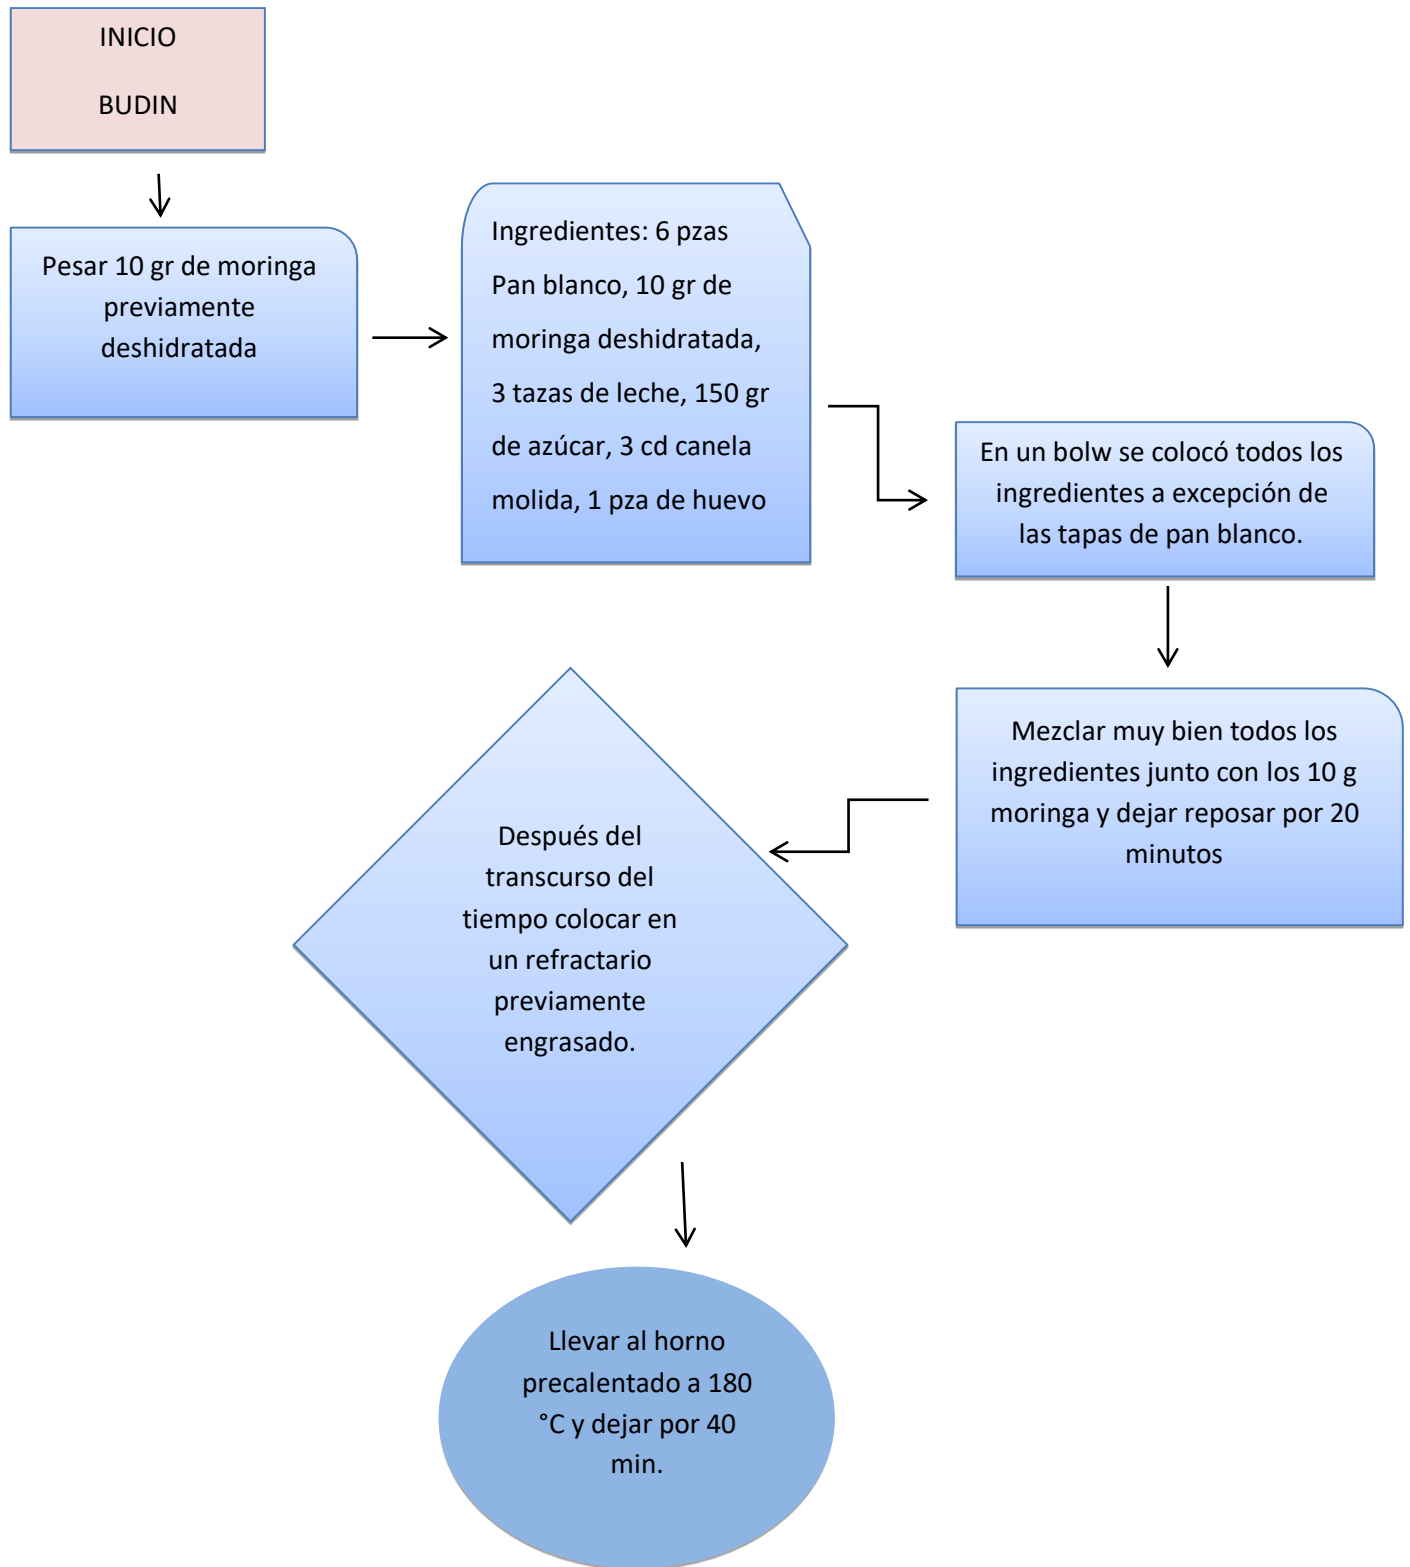 INICIO
BUDIN
Pesar 10 gr de moringa
previamente
deshidratada
Ingredientes: 6 pzas
Pan blanco, 10 gr de
moringa deshidratada,
3 tazas de leche, 150 gr
de azúcar, 3 cd canela
molida, 1 pza de huevo
En un bolw se colocó todos los
ingredientes a excepción de
las tapas de pan blanco.
Mezclar muy bien todos los
ingredientes junto con los 10 g
moringa y dejar reposar por 20
minutos
Después del
transcurso del
tiempo colocar en
un refractario
previamente
engrasado.
Llevar al horno
precalentado a 180
°C y dejar por 40
min.